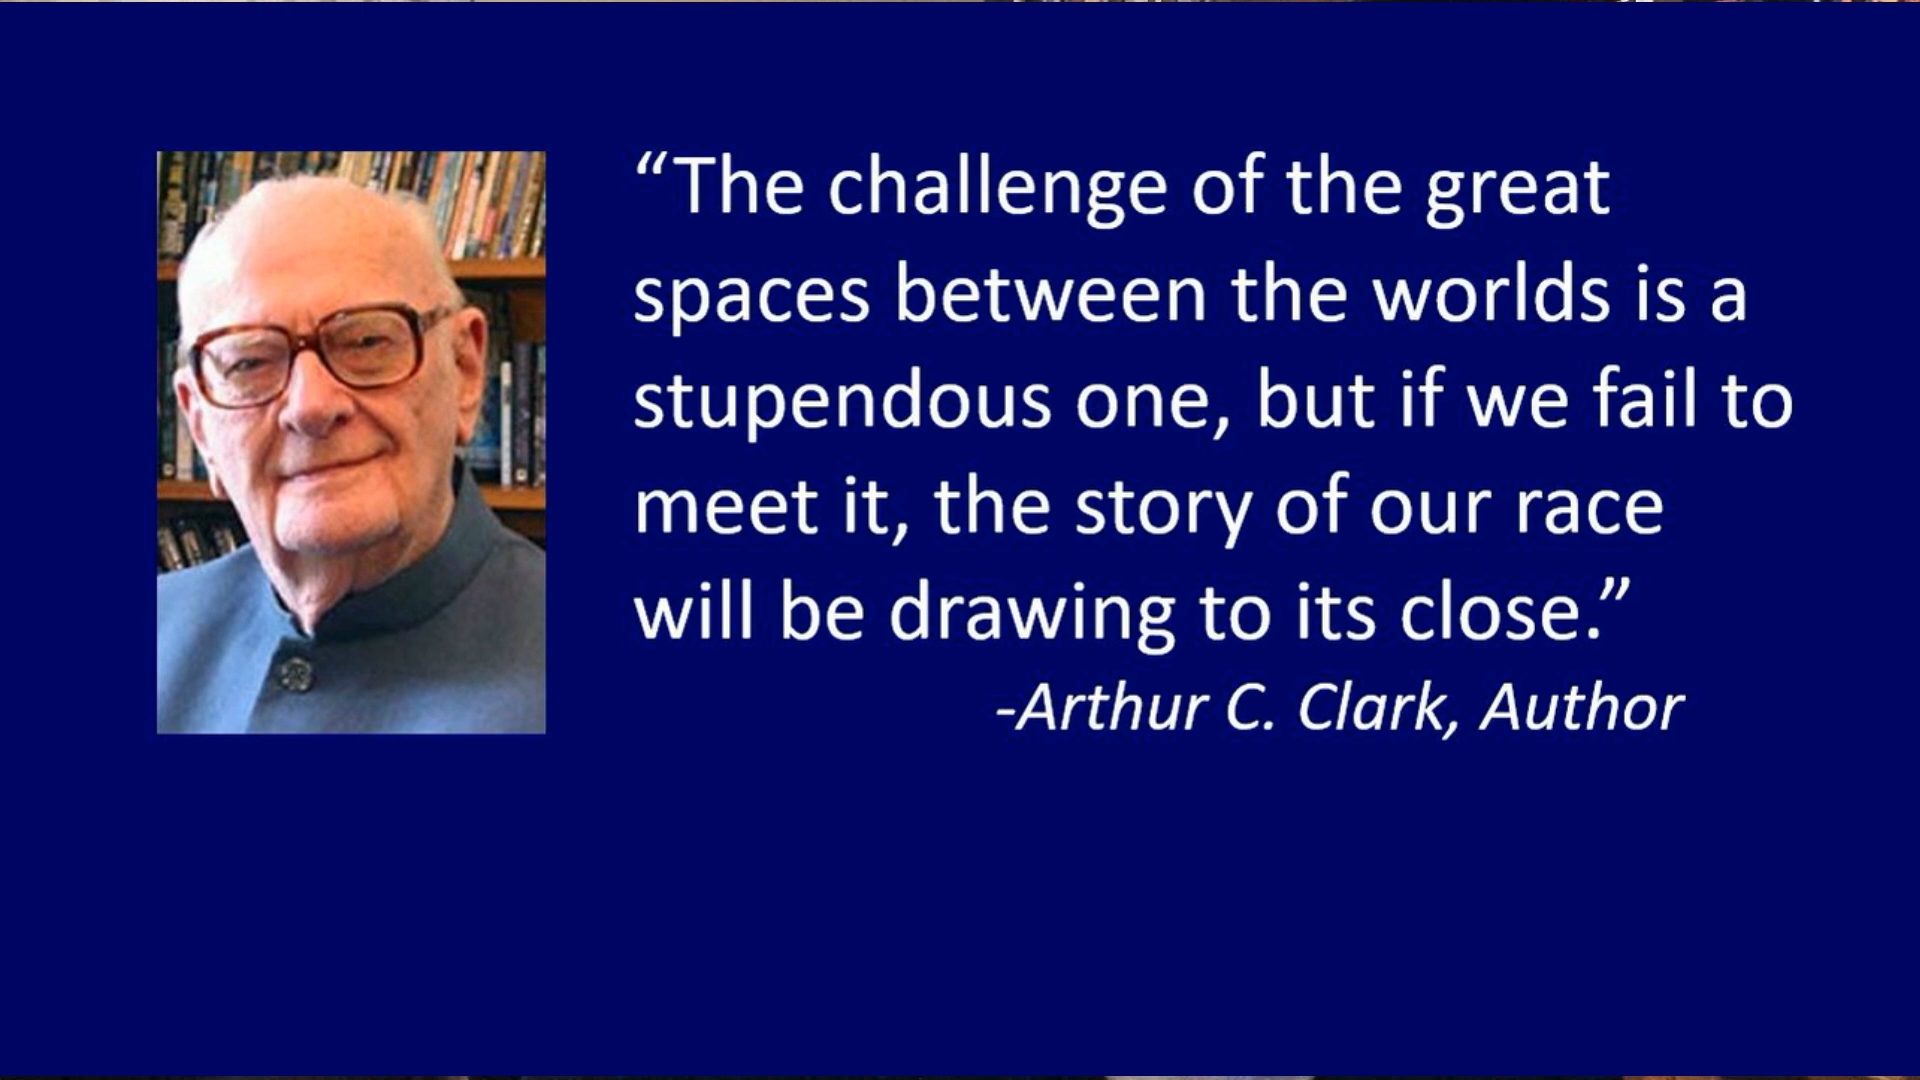 “The challenge of the great
spaces between the worlds is a
stupendous one, but if we fail to
meet it, the story of our race
will be drawing to its close.”
-Arthur C. Clark, Author